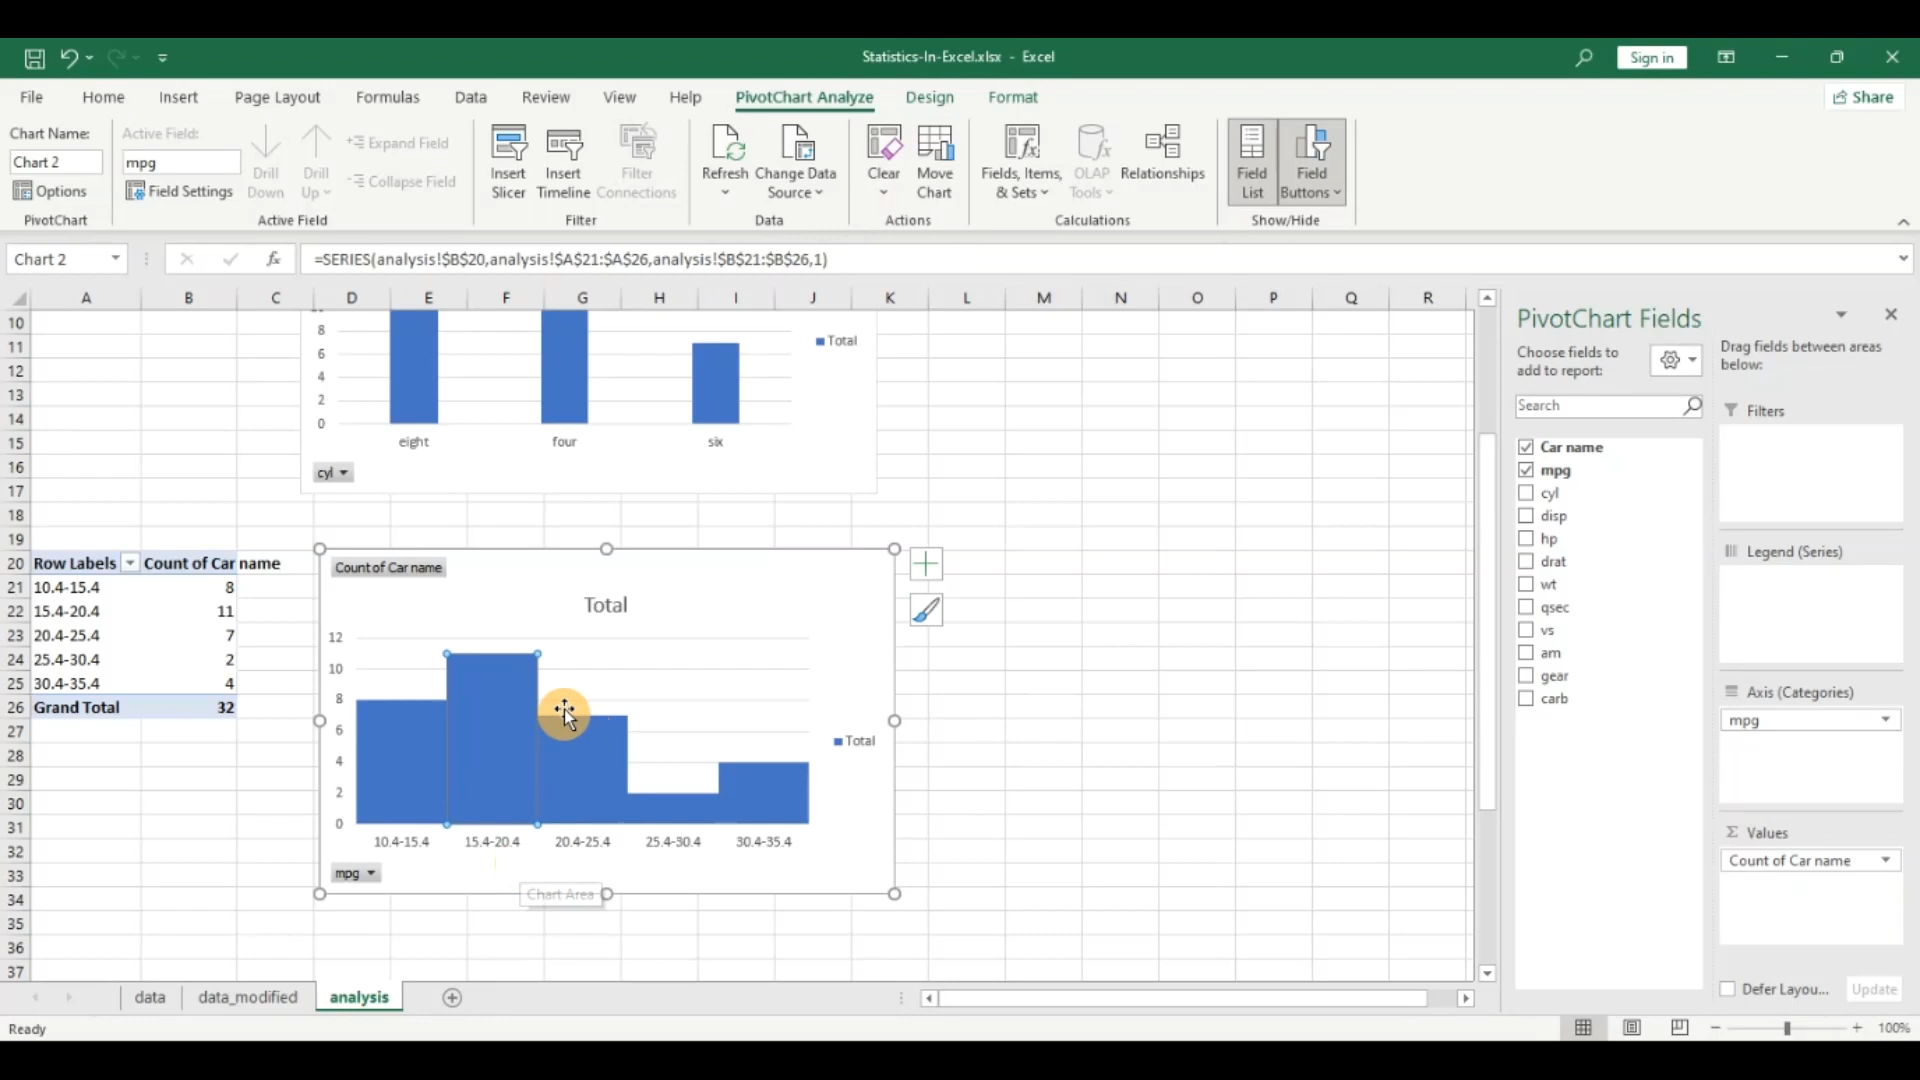 Statistics-In-Excel.xlsx - Excel
Sign in
File Home Insert Page Layout Formulas Data Review View Help PivotChart Analyze Design Format Share
Chart Name:
Chart 2
Options
PivotChart
Active Field:
mpg
Field Settings
Drill Down
Drill Up
Expand Field
Collapse Field
Active Field
Insert Slicer
Insert Timeline
Filter Connections
Filter
Refresh
Change Data Source
Data
Clear
Move Chart
Actions
Fields, Items, & Sets
OLAP Tools
Relationships
Calculations
Field List
Field Buttons
Show/Hide
Chart 2
fx
=SERIES(analysis!$B$20,analysis!$A$21:$A$26,analysis!$B$21:$B$26,1)
A B C D E F G H I J K L M N O P Q R
10
11
12
13
14
15
16
17
18
19
20 Row Labels Count of Car name
21 10.4-15.4 8
22 15.4-20.4 11
23 20.4-25.4 7
24 25.4-30.4 2
25 30.4-35.4 4
26 Grand Total 32
27
28
29
30
31
32
33
34
35
36
37
8
6
4
2
0
eight four six
Total
cyl
Count of Car name
Total
12
10
8
6
4
2
0
10.4-15.4 15.4-20.4 20.4-25.4 25.4-30.4 30.4-35.4
Total
mpg
Chart Area
PivotChart Fields
Choose fields to
add to report:
Search
Car name
mpg
cyl
disp
hp
drat
wt
qsec
vs
am
gear
carb
Drag fields between areas
below:
Filters
Legend (Series)
Axis (Categories)
mpg
Σ Values
Count of Car name
Defer Layou... Update
data data_modified analysis
Ready
100%